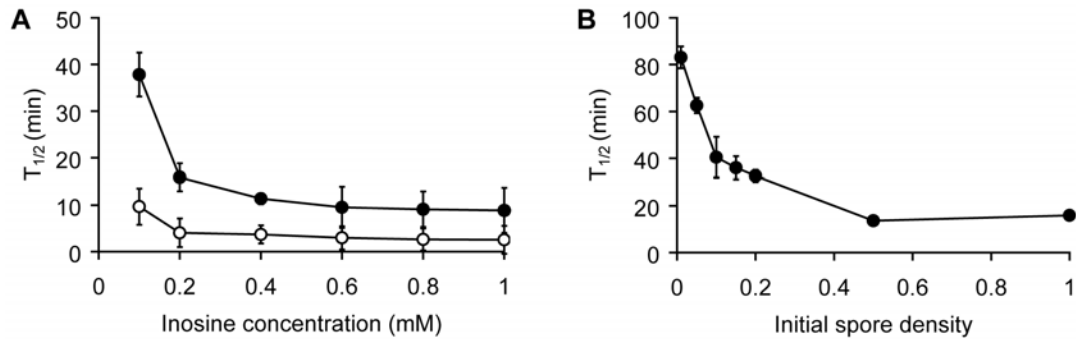 A
50
40
30
20
10
0
T1/2 (min)
0 0.2 0.4 0.6 0.8 1
Inosine concentration (mM)
B
100
80
60
40
20
0
T1/2 (min)
0 0.2 0.4 0.6 0.8 1
Initial spore density